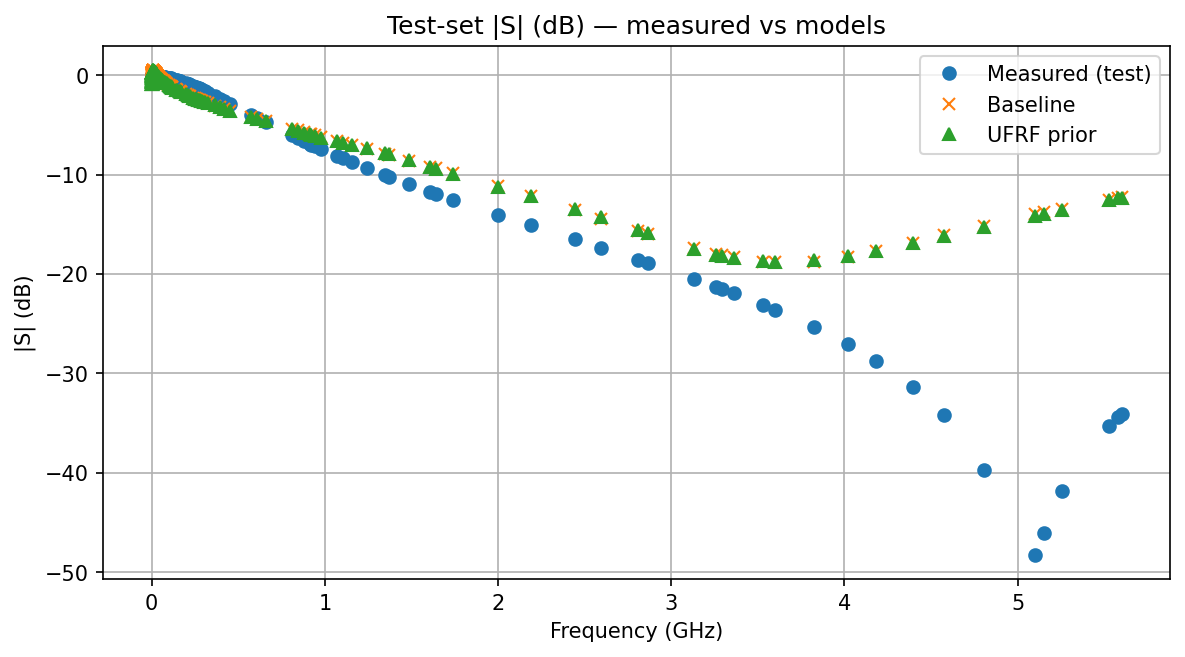 Test-set |S| (dB) — measured vs models
Measured (test)
Baseline
UFRF prior
0
−10
−20
−30
−40
−50
|S| (dB)
0 1 2 3 4 5
Frequency (GHz)